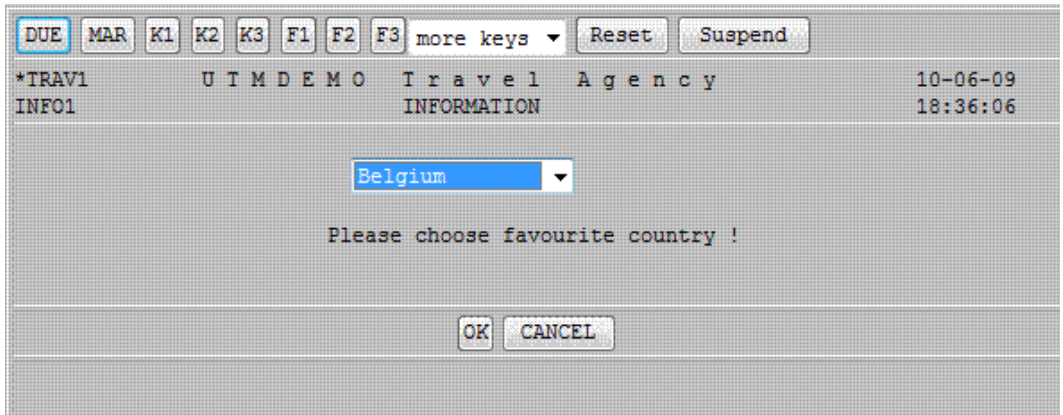 DUE MAR K1 K2 K3 F1 F2 F3 more keys Reset Suspend
*TRAV1 U T M D E M O T r a v e l A g e n c y 10-06-09
INFO1 INFORMATION 18:36:06
Belgium
Please choose favourite country !
OK CANCEL